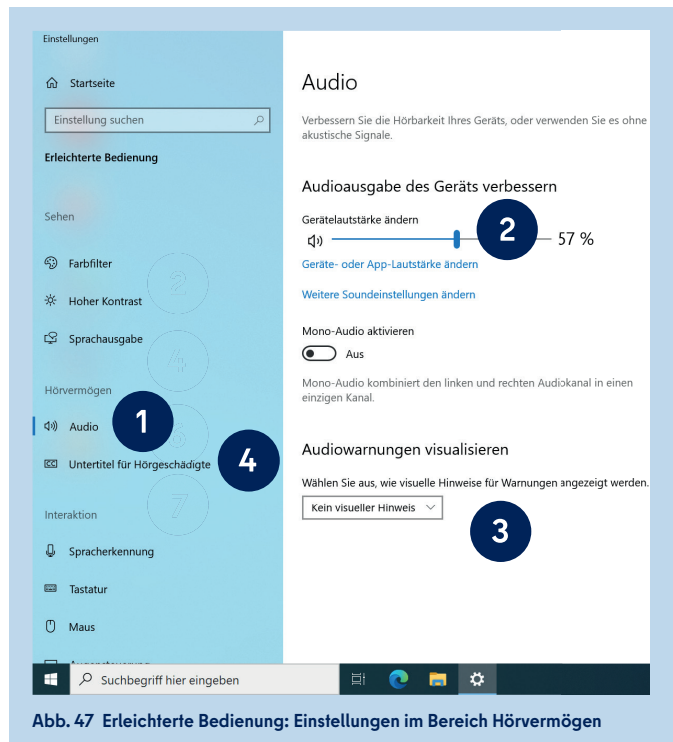 Einstellungen
Startseite
Einstellung suchen
Erleichterte Bedienung
Sehen
Farbfilter
2
Hoher Kontrast
Sprachausgabe
4
Hörvermögen
Audio
1
6
Untertitel für Hörgeschädigte
4
7
Interaktion
Spracherkennung
Tastatur
Maus
Audio
Verbessern Sie die Hörbarkeit Ihres Geräts, oder verwenden Sie es ohne
akustische Signale.
Audioausgabe des Geräts verbessern
Gerätelautstärke ändern
2
57 %
Geräte- oder App-Lautstärke ändern
Weitere Soundeinstellungen ändern
Mono-Audio aktivieren
Aus
Mono-Audio kombiniert den linken und rechten Audiokanal in einen
einzigen Kanal.
Audiowarnungen visualisieren
Wählen Sie aus, wie visuelle Hinweise für Warnungen angezeigt werden.
Kein visueller Hinweis
3
Suchbegriff hier eingeben
Abb. 47 Erleichterte Bedienung: Einstellungen im Bereich Hörvermögen